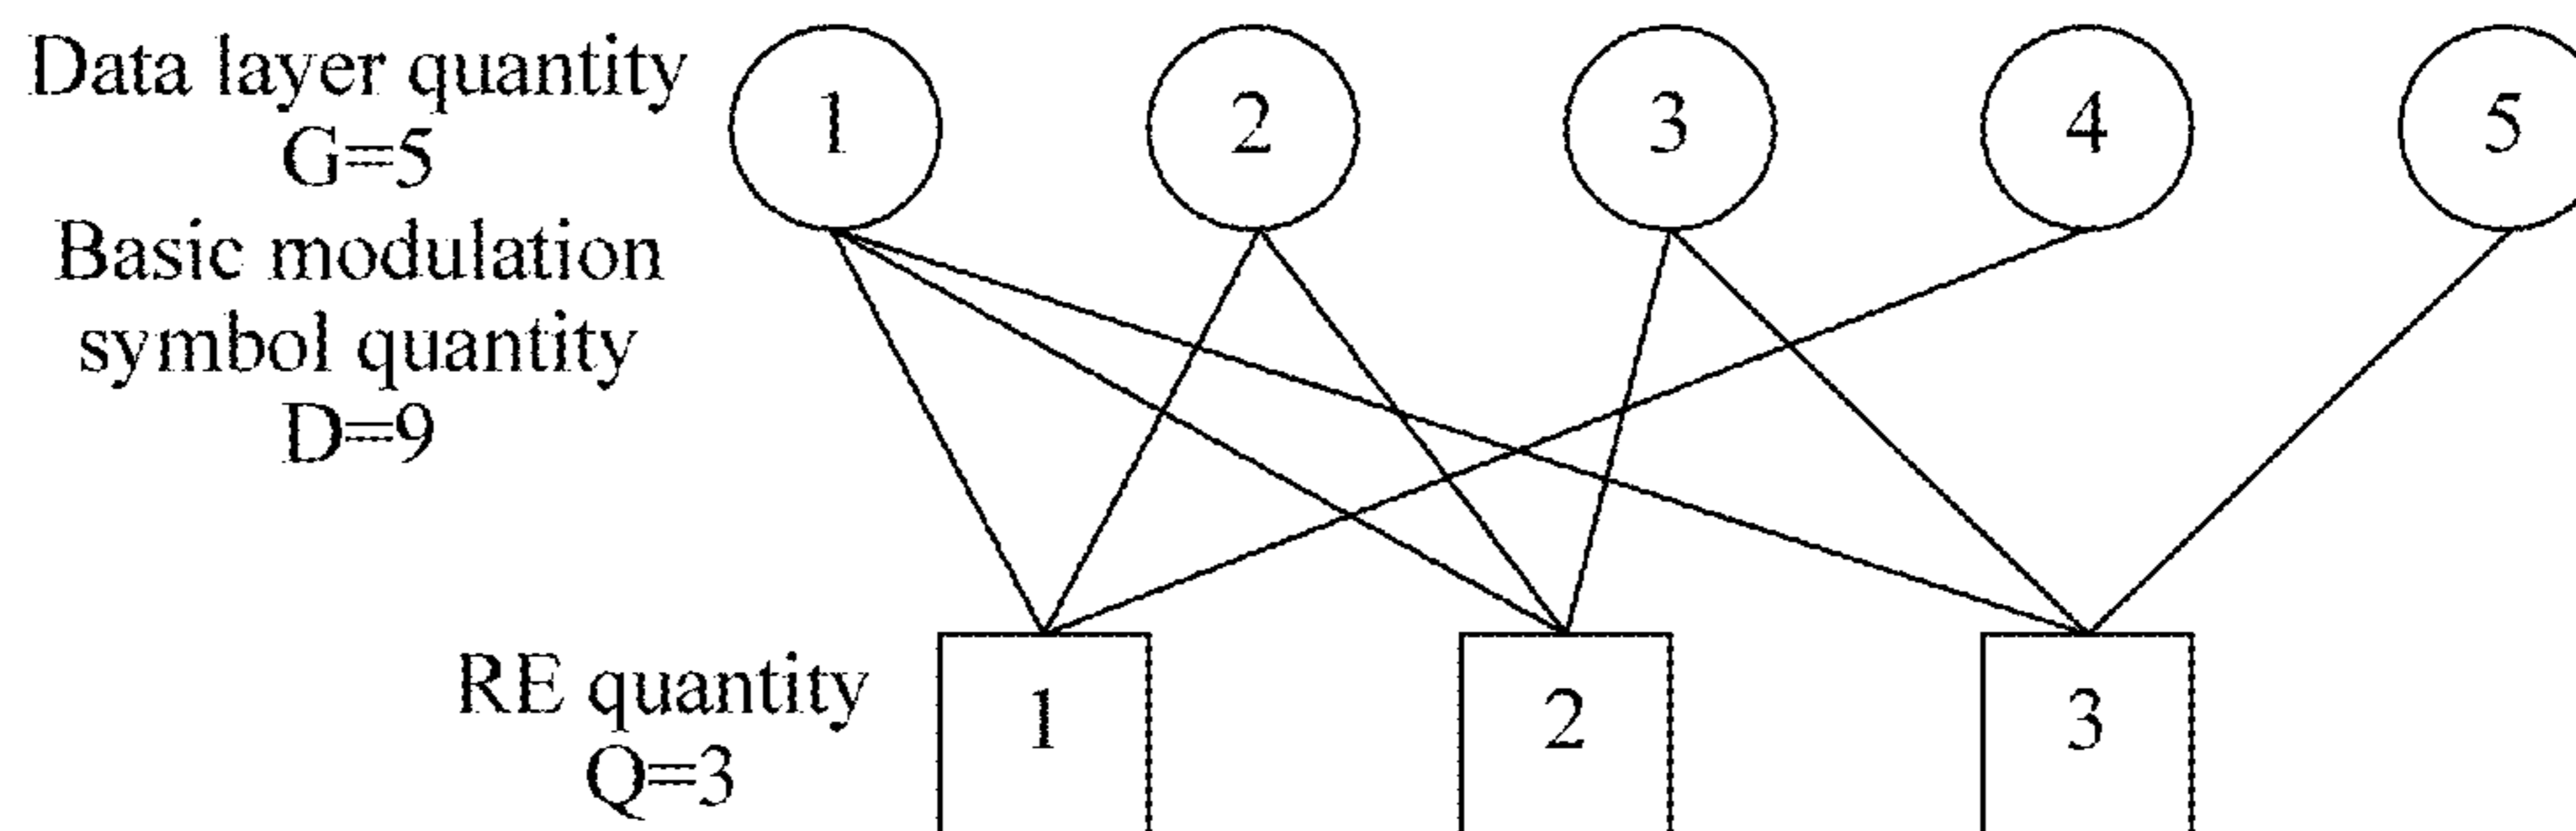 Data layer quantity
G=5
1 2 3 4 5
Basic modulation
symbol quantity
D=9
RE quantity
Q=3
1 2 3